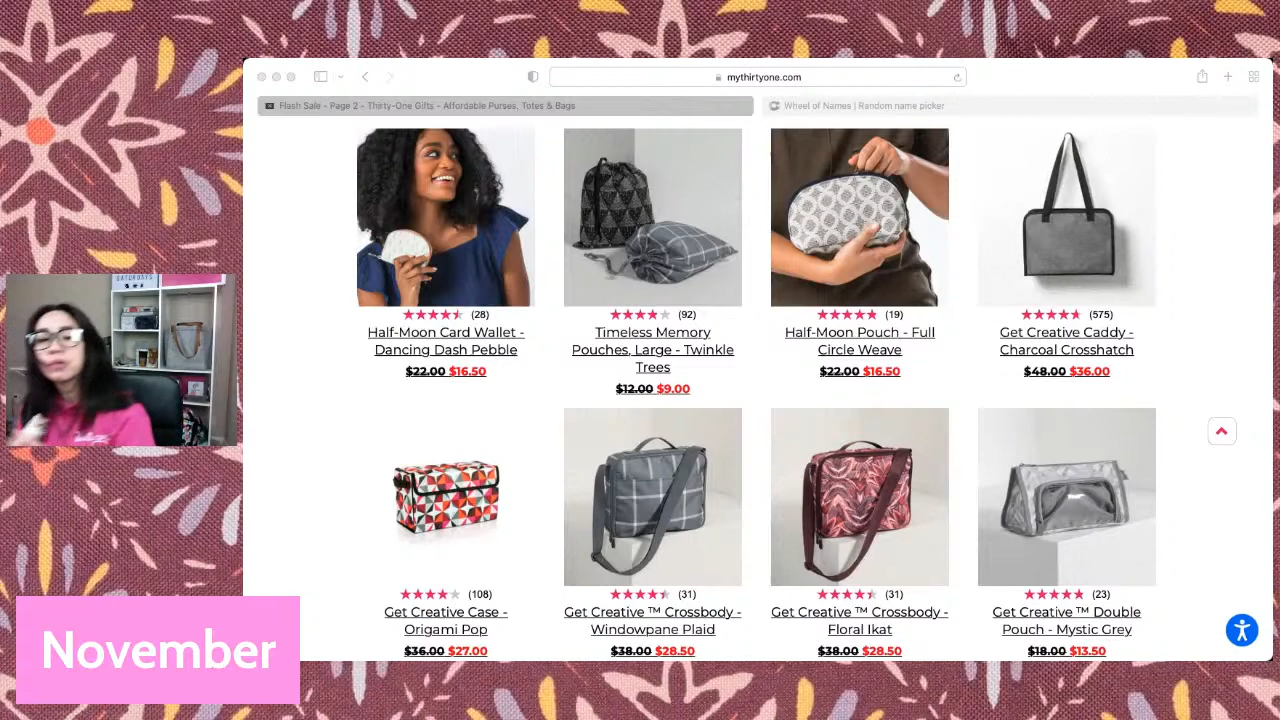 mythirtyone.com
Flash Sale - Page 2 - Thirty-One Gifts - Affordable Purses, Totes & Bags
Wheel of Names | Random name picker
(28)
Half-Moon Card Wallet -
Dancing Dash Pebble
$22.00 $16.50
(92)
Timeless Memory
Pouches, Large - Twinkle
Trees
$12.00 $9.00
(19)
Half-Moon Pouch - Full
Circle Weave
$22.00 $16.50
(575)
Get Creative Caddy -
Charcoal Crosshatch
$48.00 $36.00
SATURDAYS
(108)
Get Creative Case -
Origami Pop
$36.00 $27.00
(31)
Get Creative ™ Crossbody -
Windowpane Plaid
$38.00 $28.50
(31)
Get Creative ™ Crossbody -
Floral Ikat
$38.00 $28.50
(23)
Get Creative ™ Double
Pouch - Mystic Grey
$18.00 $13.50
November